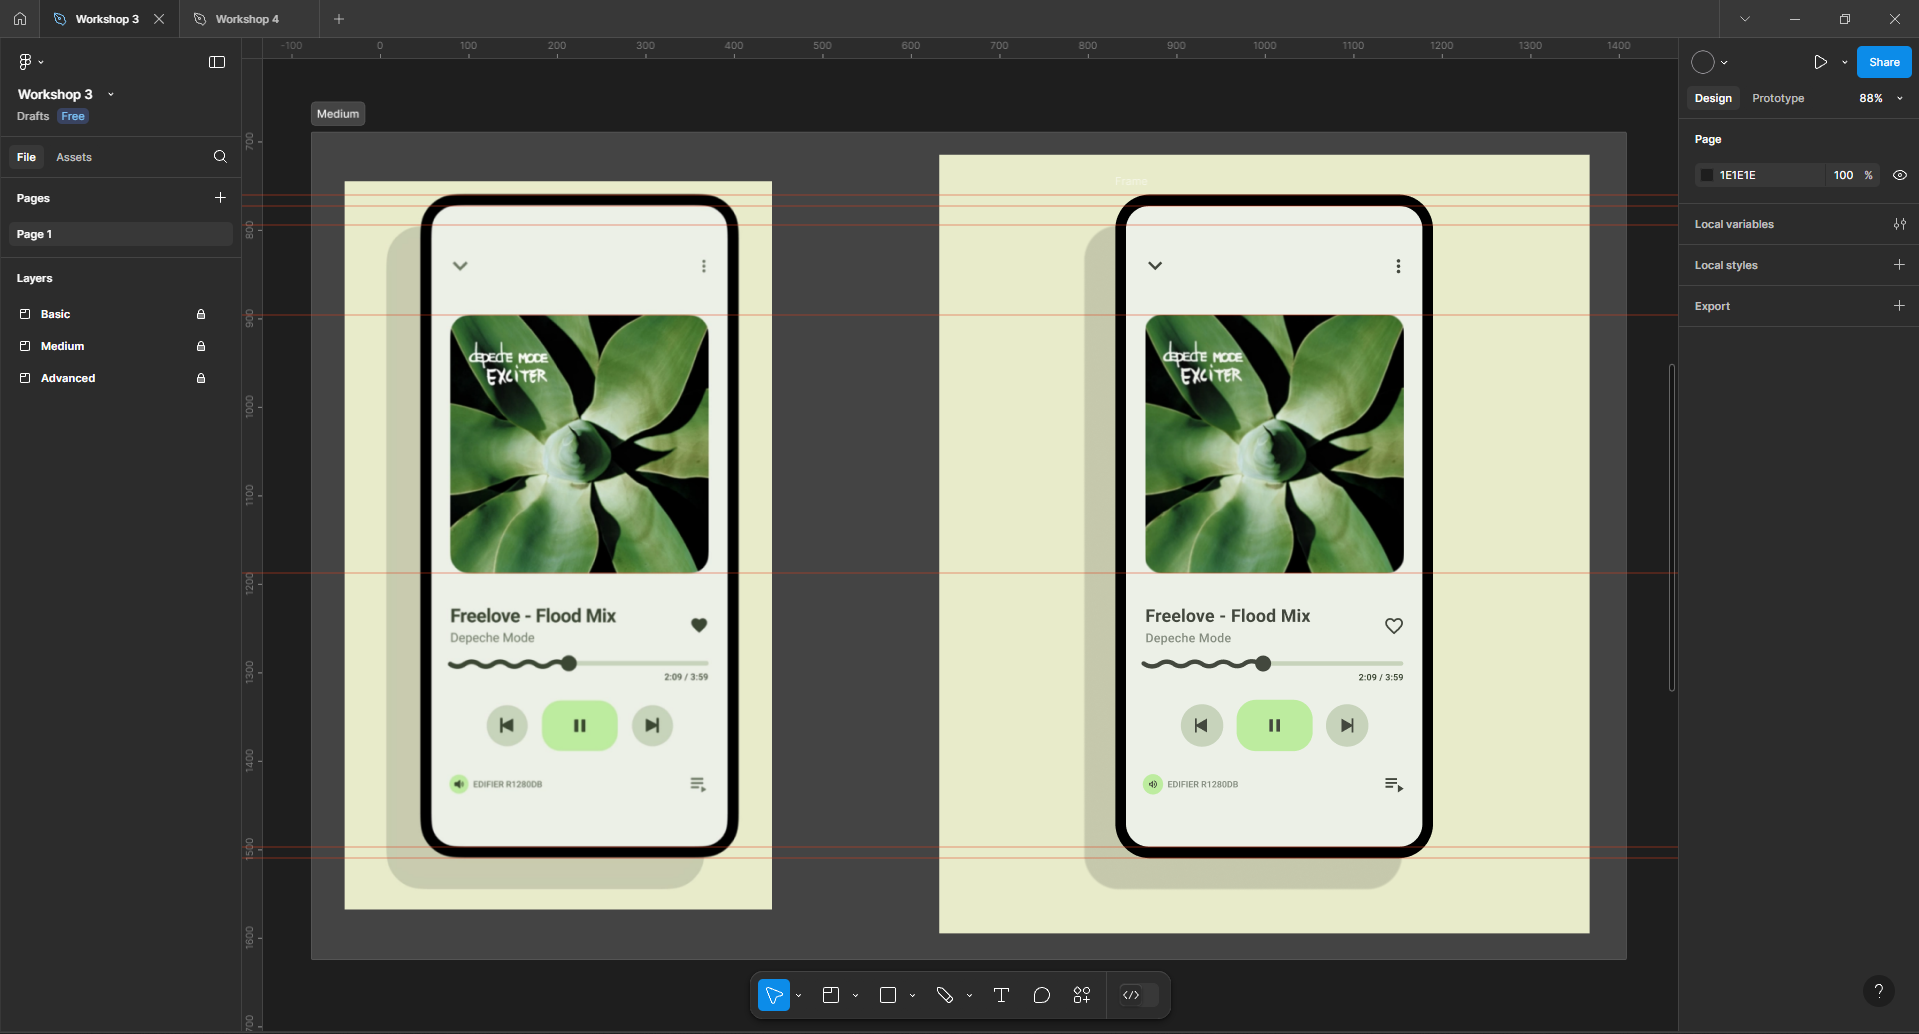 Workshop 3
Workshop 4
Workshop 3
Drafts
Free
File
Assets
Pages
Page 1
Layers
Basic
Medium
Advanced
-100
0
100
200
300
400
500
600
700
800
900
1000
1100
1200
1300
1400
700
800
900
1000
1100
1200
1300
1400
1500
1600
700
Medium
depeche MODE
EXCiTER
Freelove - Flood Mix
Depeche Mode
2:09 / 3:59
EDIFIER R1280DB
Frame
depeche MODE
EXCiTER
Freelove - Flood Mix
Depeche Mode
2:09 / 3:59
EDIFIER R1280DB
Share
Design
Prototype
88%
Page
1E1E1E
100
%
Local variables
Local styles
Export
?